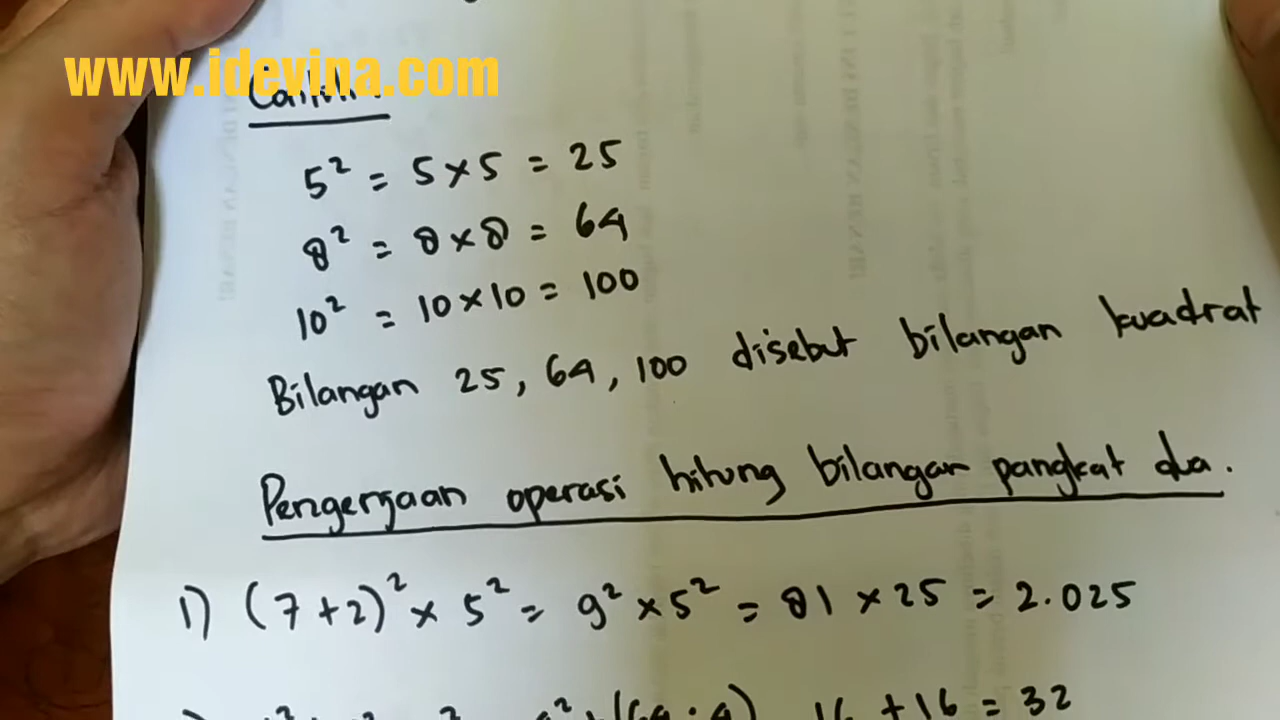 www.idevina.com
Contoh :
5² = 5 × 5 = 25
8² = 8 × 8 = 64
10² = 10 × 10 = 100
Bilangan 25, 64, 100 disebut bilangan kuadrat
Pengerjaan operasi hitung bilangan pangkat dua.
1) (7 + 2)² × 5² = 9² × 5² = 81 × 25 = 2.025
16 + 16 = 32